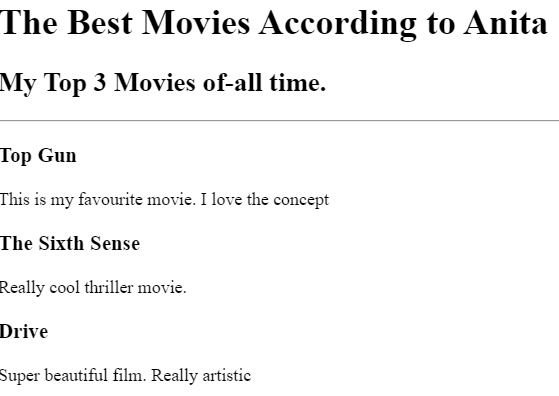 The Best Movies According to Anita
My Top 3 Movies of-all time.
Top Gun
This is my favourite movie. I love the concept
The Sixth Sense
Really cool thriller movie.
Drive
Super beautiful film. Really artistic